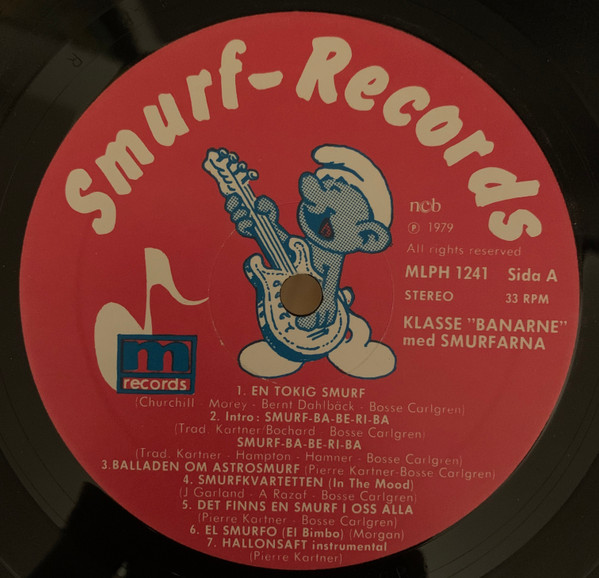 Smurf-Records
ncb
℗ 1979
All rights reserved
MLPH 1241 Sida A
STEREO 33 RPM
KLASSE "BANARNE"
med SMURFARNA
m
records
1. EN TOKIG SMURF
(Churchill - Morey - Bernt Dahlbäck - Bosse Carlgren)
2. Intro: SMURF-BA-BE-RI-BA
(Trad. Kartner/Bochard - Bosse Carlgren)
SMURF-BA-BE-RI-BA
(Trad. Kartner - Hampton - Hamner - Bosse Carlgren)
3.BALLADEN OM ASTROSMURF (Pierre Kartner-Bosse Carlgren)
4. SMURFKVARTETTEN (In The Mood)
(J Garland - A Razaf - Bosse Carlgren)
5. DET FINNS EN SMURF I OSS ALLA
(Pierre Kartner - Bosse Carlgren)
6. EL SMURFO (El Bimbo) (Morgan)
7. HALLONSAFT instrumental
(Pierre Kartner)